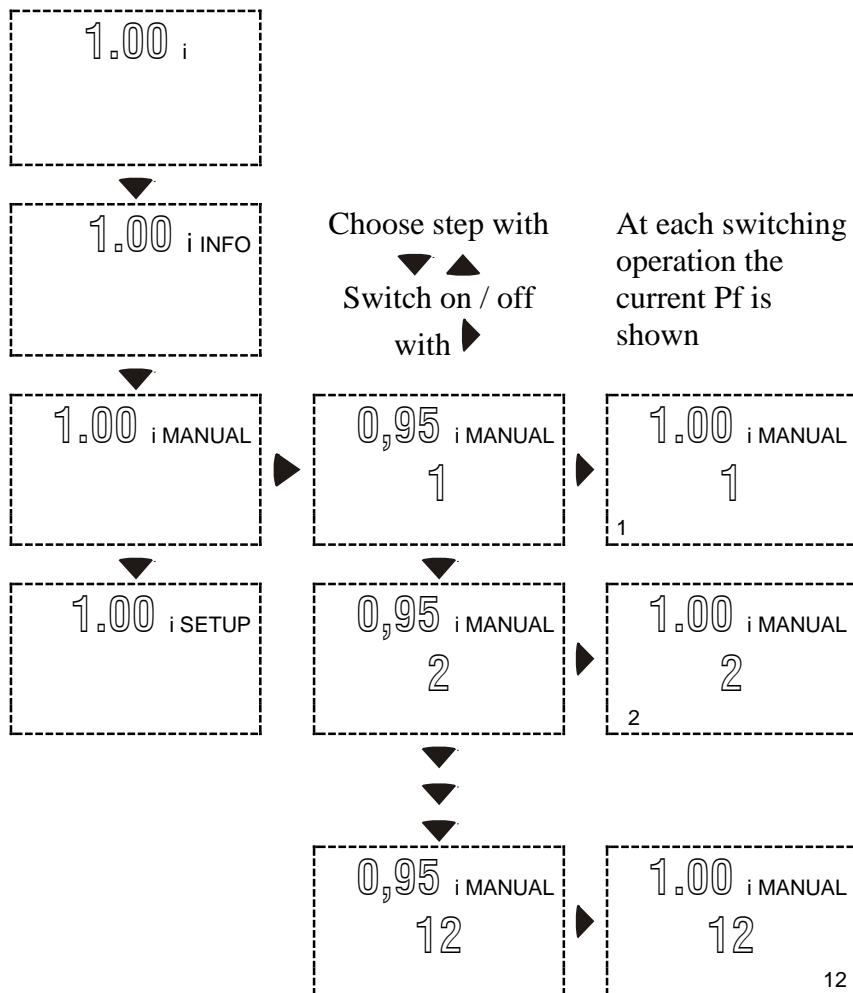 1.00 i
1.00 i INFO
Choose step with
Switch on / off
with
At each switching
operation the
current Pf is
shown
1.00 i MANUAL
0,95 i MANUAL
1
1.00 i MANUAL
1
1
1.00 i SETUP
0,95 i MANUAL
2
1.00 i MANUAL
2
2
0,95 i MANUAL
12
1.00 i MANUAL
12
12